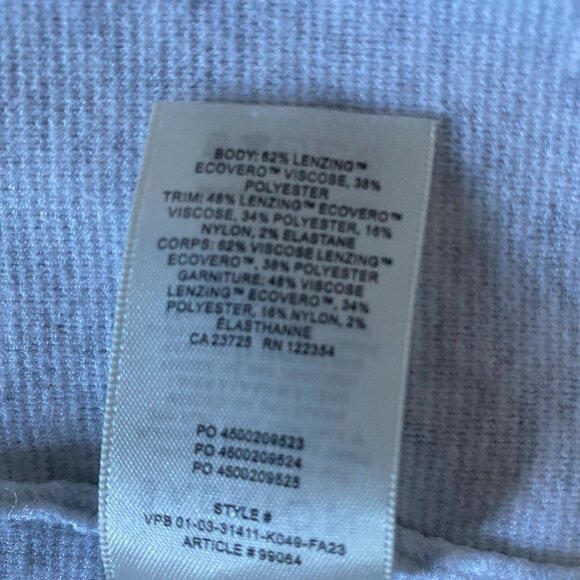 BODY: 62% LENZING™
ECOVERO™ VISCOSE, 38%
POLYESTER
TRIM: 48% LENZING™ ECOVERO™
VISCOSE, 34% POLYESTER, 16%
NYLON, 2% ELASTANE
CORPS: 62% VISCOSE LENZING™
ECOVERO™, 38% POLYESTER
GARNITURE: 48% VISCOSE
LENZING™ ECOVERO™, 34%
POLYESTER, 16% NYLON, 2%
ÉLASTHANNE
CA 23725 RN 122354
PO 4500209523
PO 4500209524
PO 4500209525
STYLE #
VPB 01-03-31411-K049-FA23
ARTICLE # 99064